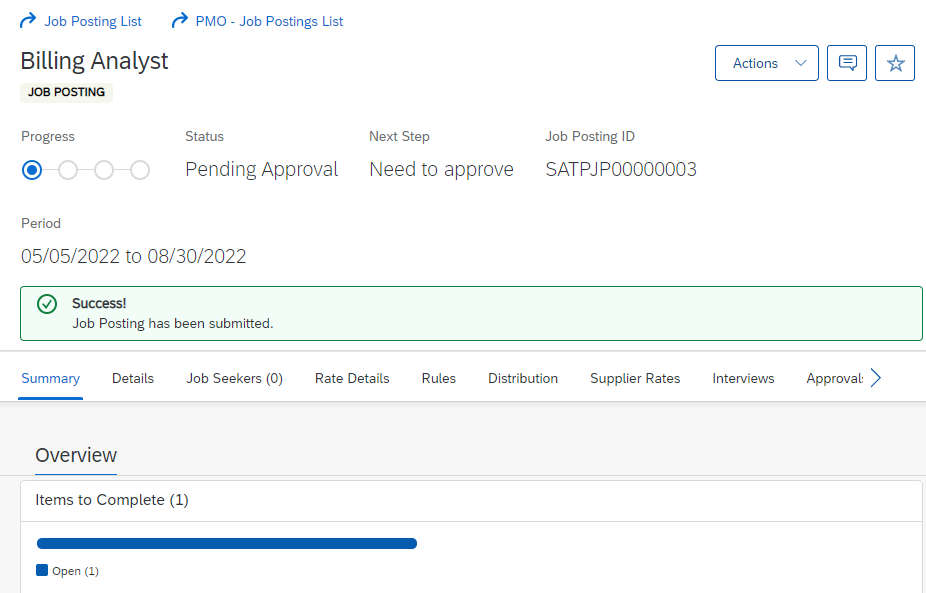 Job Posting List PMO - Job Postings List
Billing Analyst
Actions
JOB POSTING
Progress Status Next Step Job Posting ID
Pending Approval Need to approve SATPJP00000003
Period
05/05/2022 to 08/30/2022
Success!
Job Posting has been submitted.
Summary Details Job Seekers (0) Rate Details Rules Distribution Supplier Rates Interviews Approval
Overview
Items to Complete (1)
Open (1)